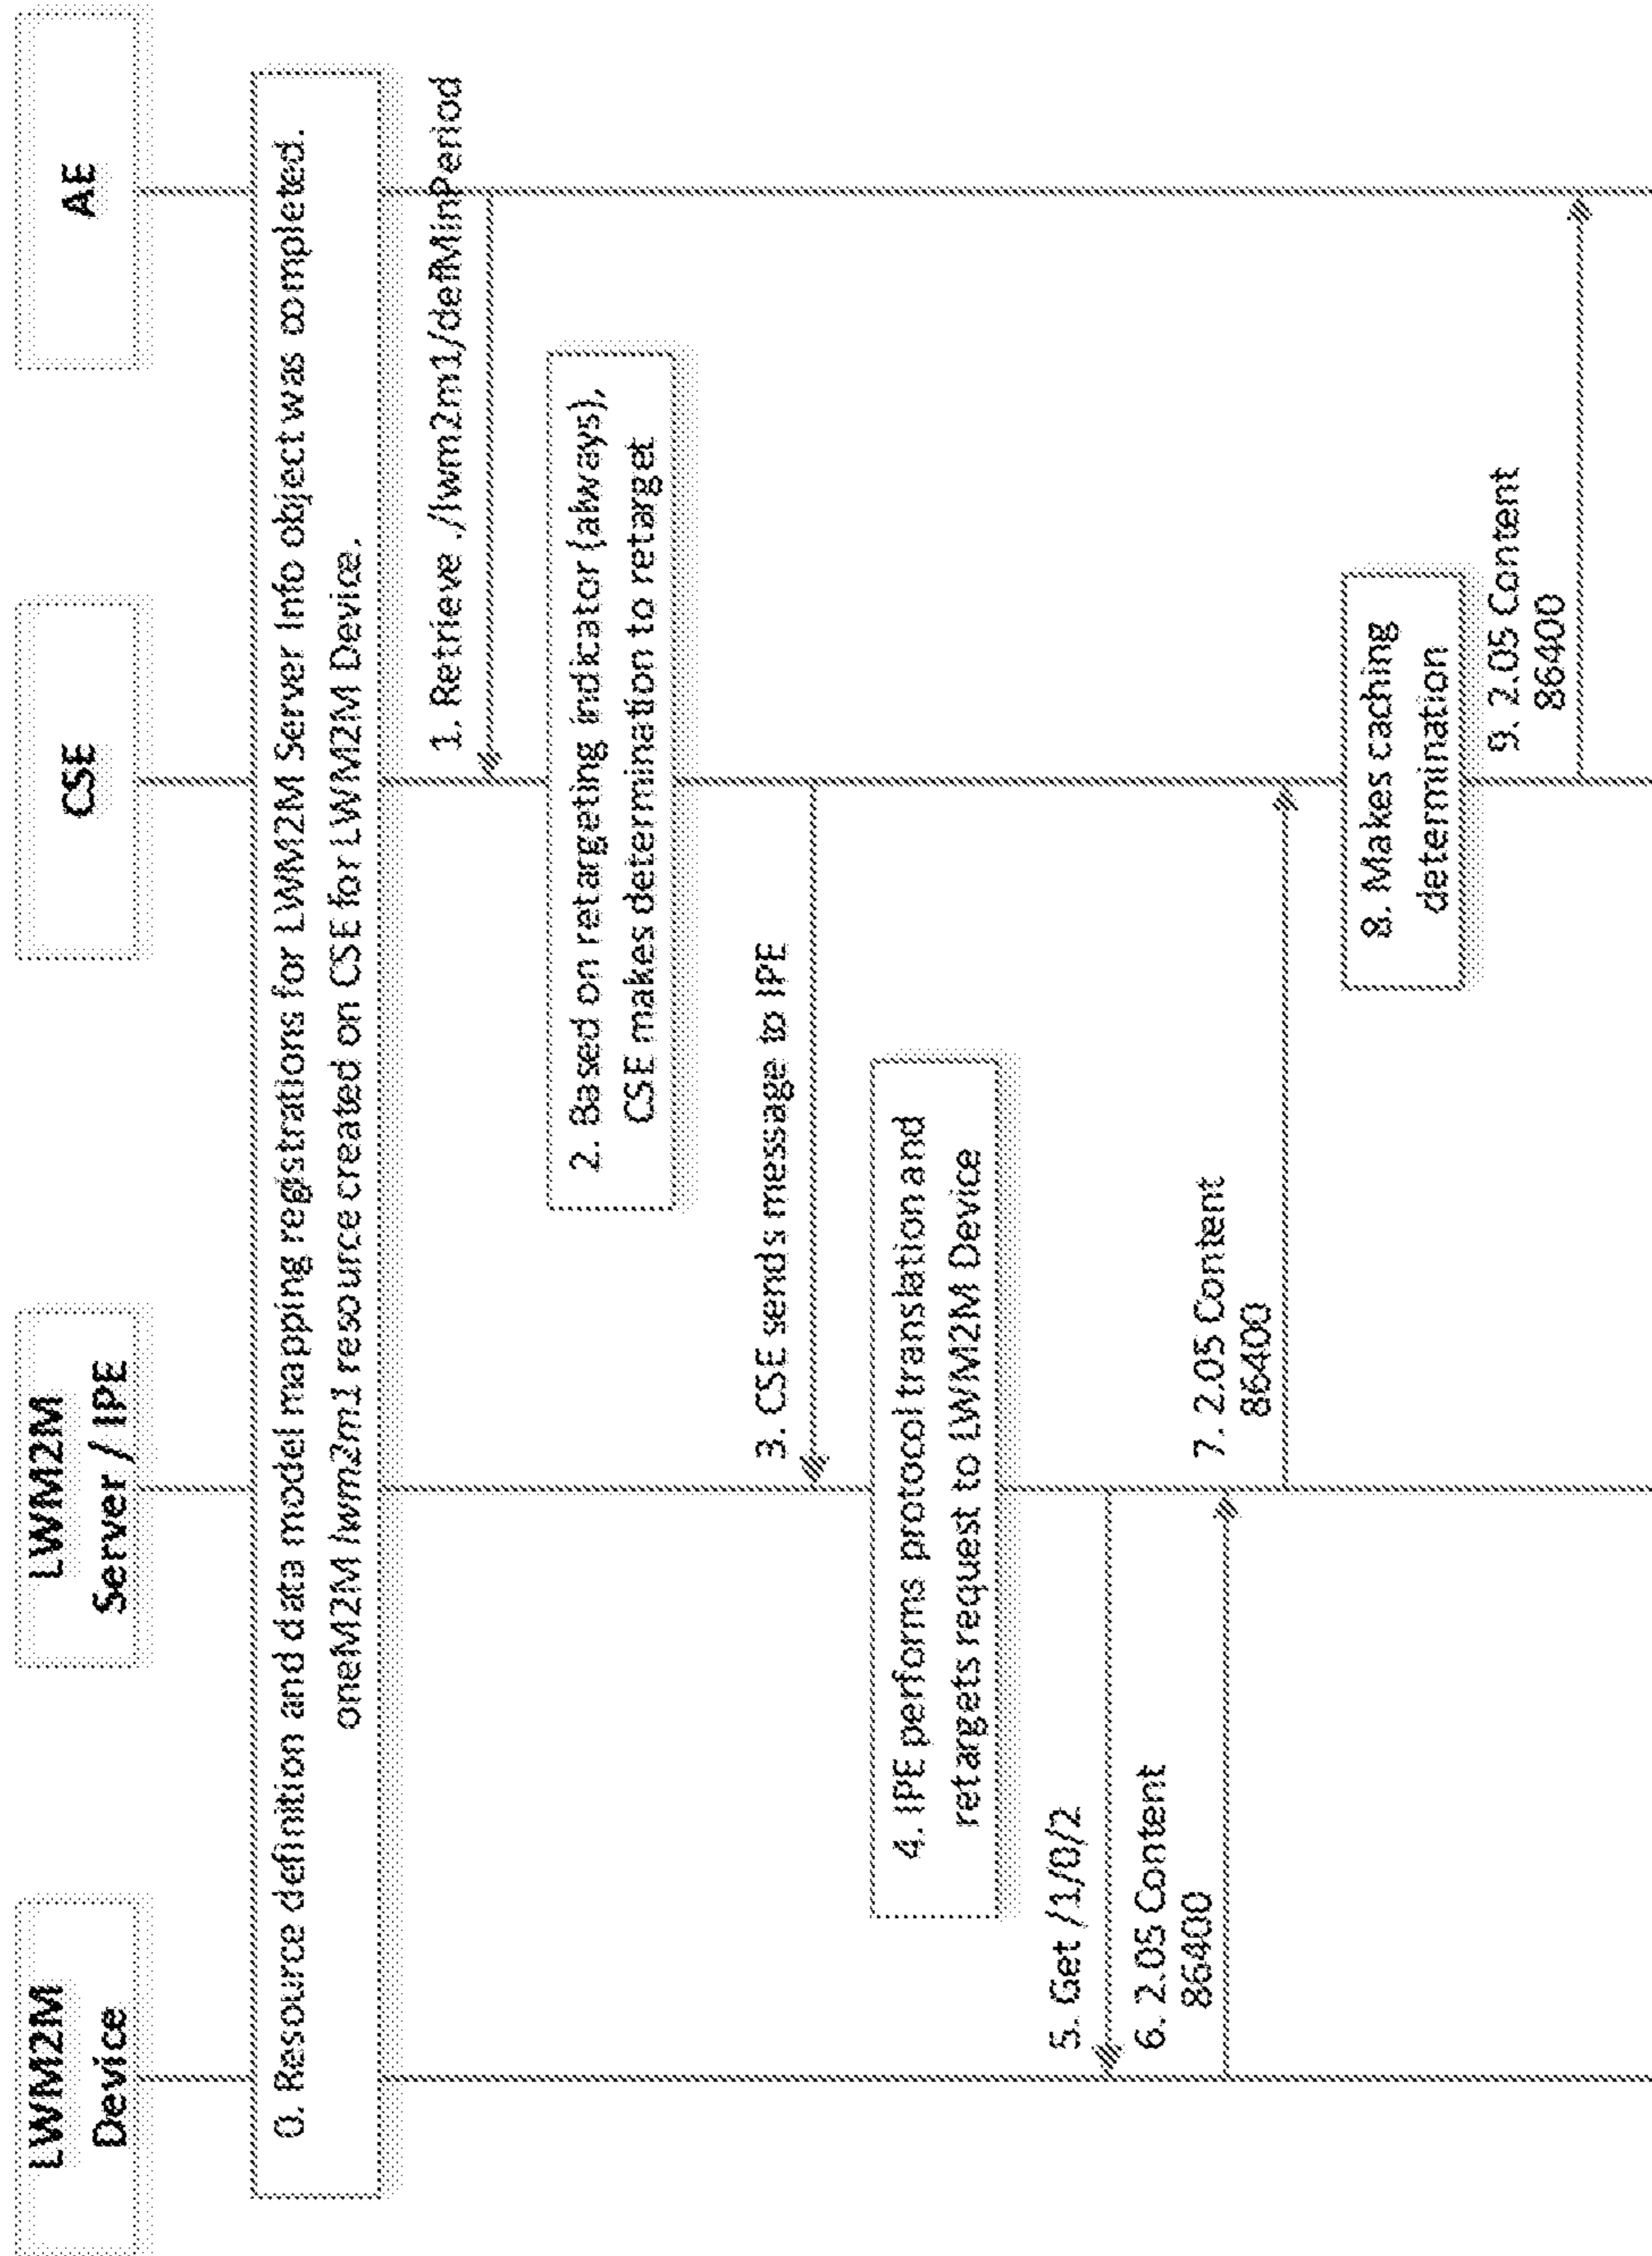 LWM2M
Device
LWM2M
Server / IPE
CSE
AE
0. Resource definition and data model mapping registrations for LWM2M Server Info object was completed.
oneM2M lwm2m1 resource created on CSE for LWM2M Device.
1. Retrieve ./lwm2m1/defMinPeriod
2. Based on retargeting indicator (always),
CSE makes determination to retarget
3. CSE sends message to IPE
4. IPE performs protocol translation and
retargets request to LWM2M Device
5. Get /1/0/2
6. 2.05 Content
86400
7. 2.05 Content
86400
8. Makes caching
determination
9. 2.05 Content
86400